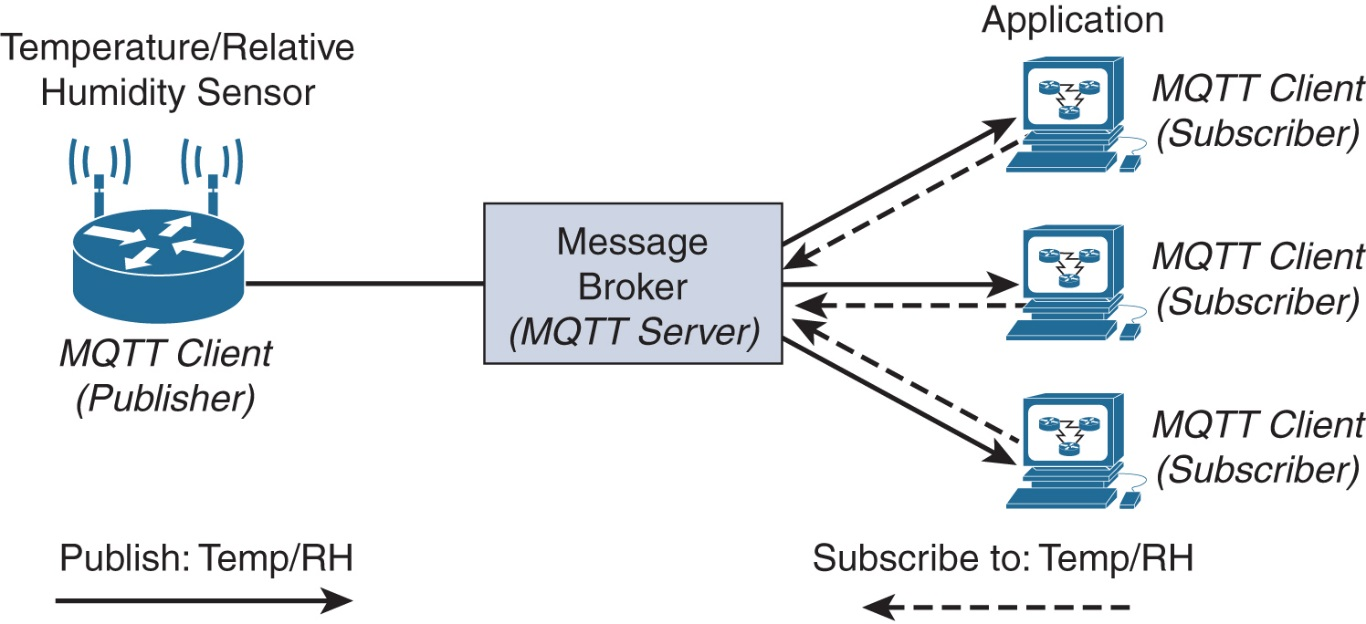 Temperature/Relative
Humidity Sensor
MQTT Client
(Publisher)
Message
Broker
(MQTT Server)
Application
MQTT Client
(Subscriber)
MQTT Client
(Subscriber)
MQTT Client
(Subscriber)
Publish: Temp/RH
Subscribe to: Temp/RH